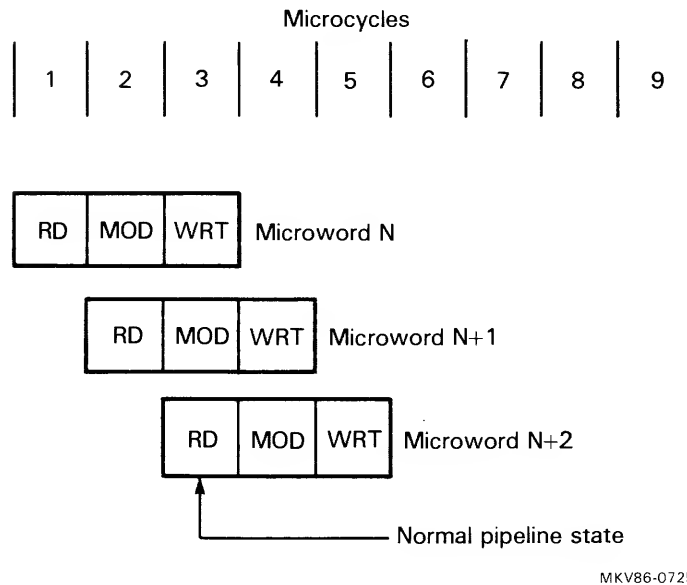 Microcycles
1 2 3 4 5 6 7 8 9
RD MOD WRT Microword N
RD MOD WRT Microword N+1
RD MOD WRT Microword N+2
Normal pipeline state
MKV86-072